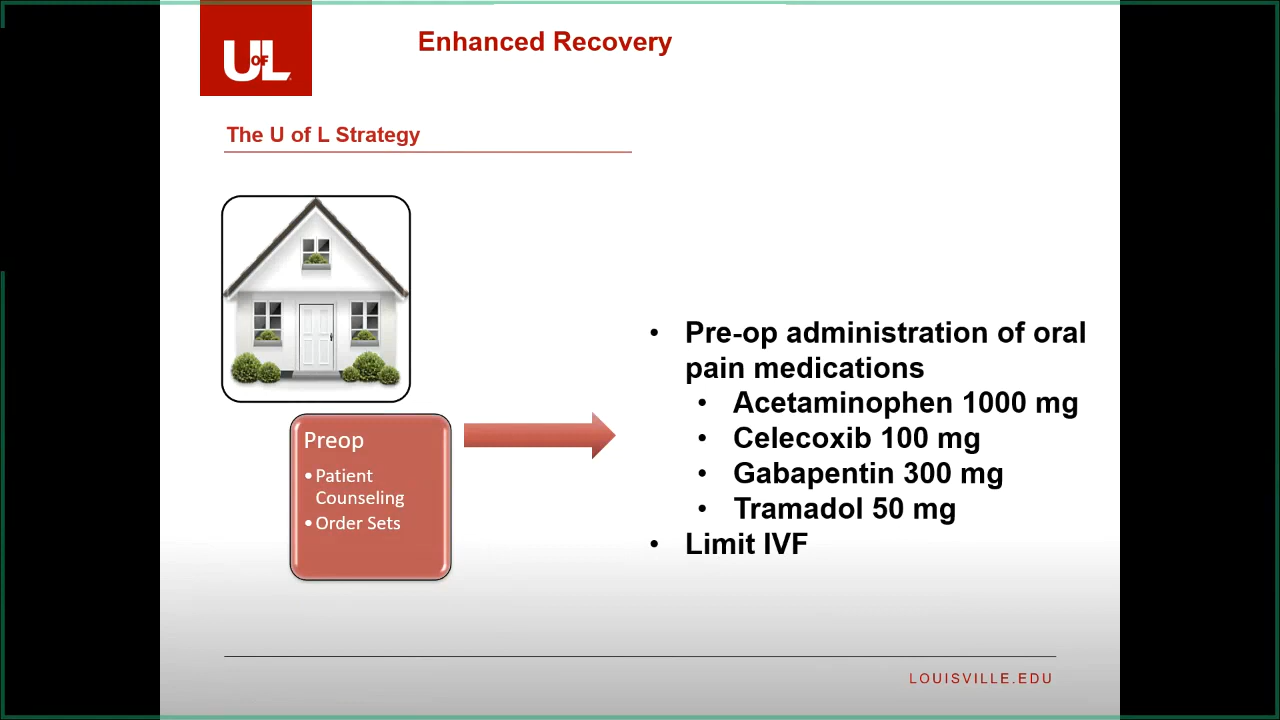 UOFL
Enhanced Recovery
The U of L Strategy
Preop
• Patient
Counseling
• Order Sets
• Pre-op administration of oral
pain medications
• Acetaminophen 1000 mg
• Celecoxib 100 mg
• Gabapentin 300 mg
• Tramadol 50 mg
• Limit IVF
LOUISVILLE.EDU